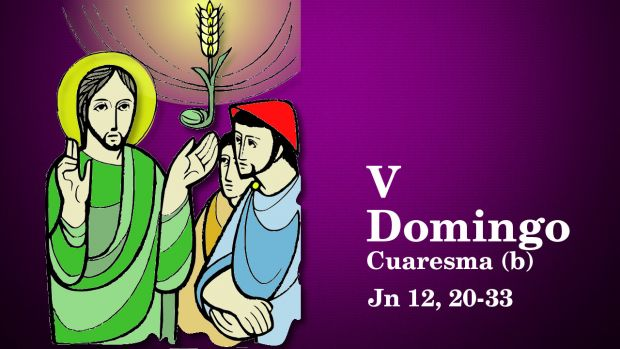 V
Domingo
Cuaresma (b)
Jn 12, 20-33